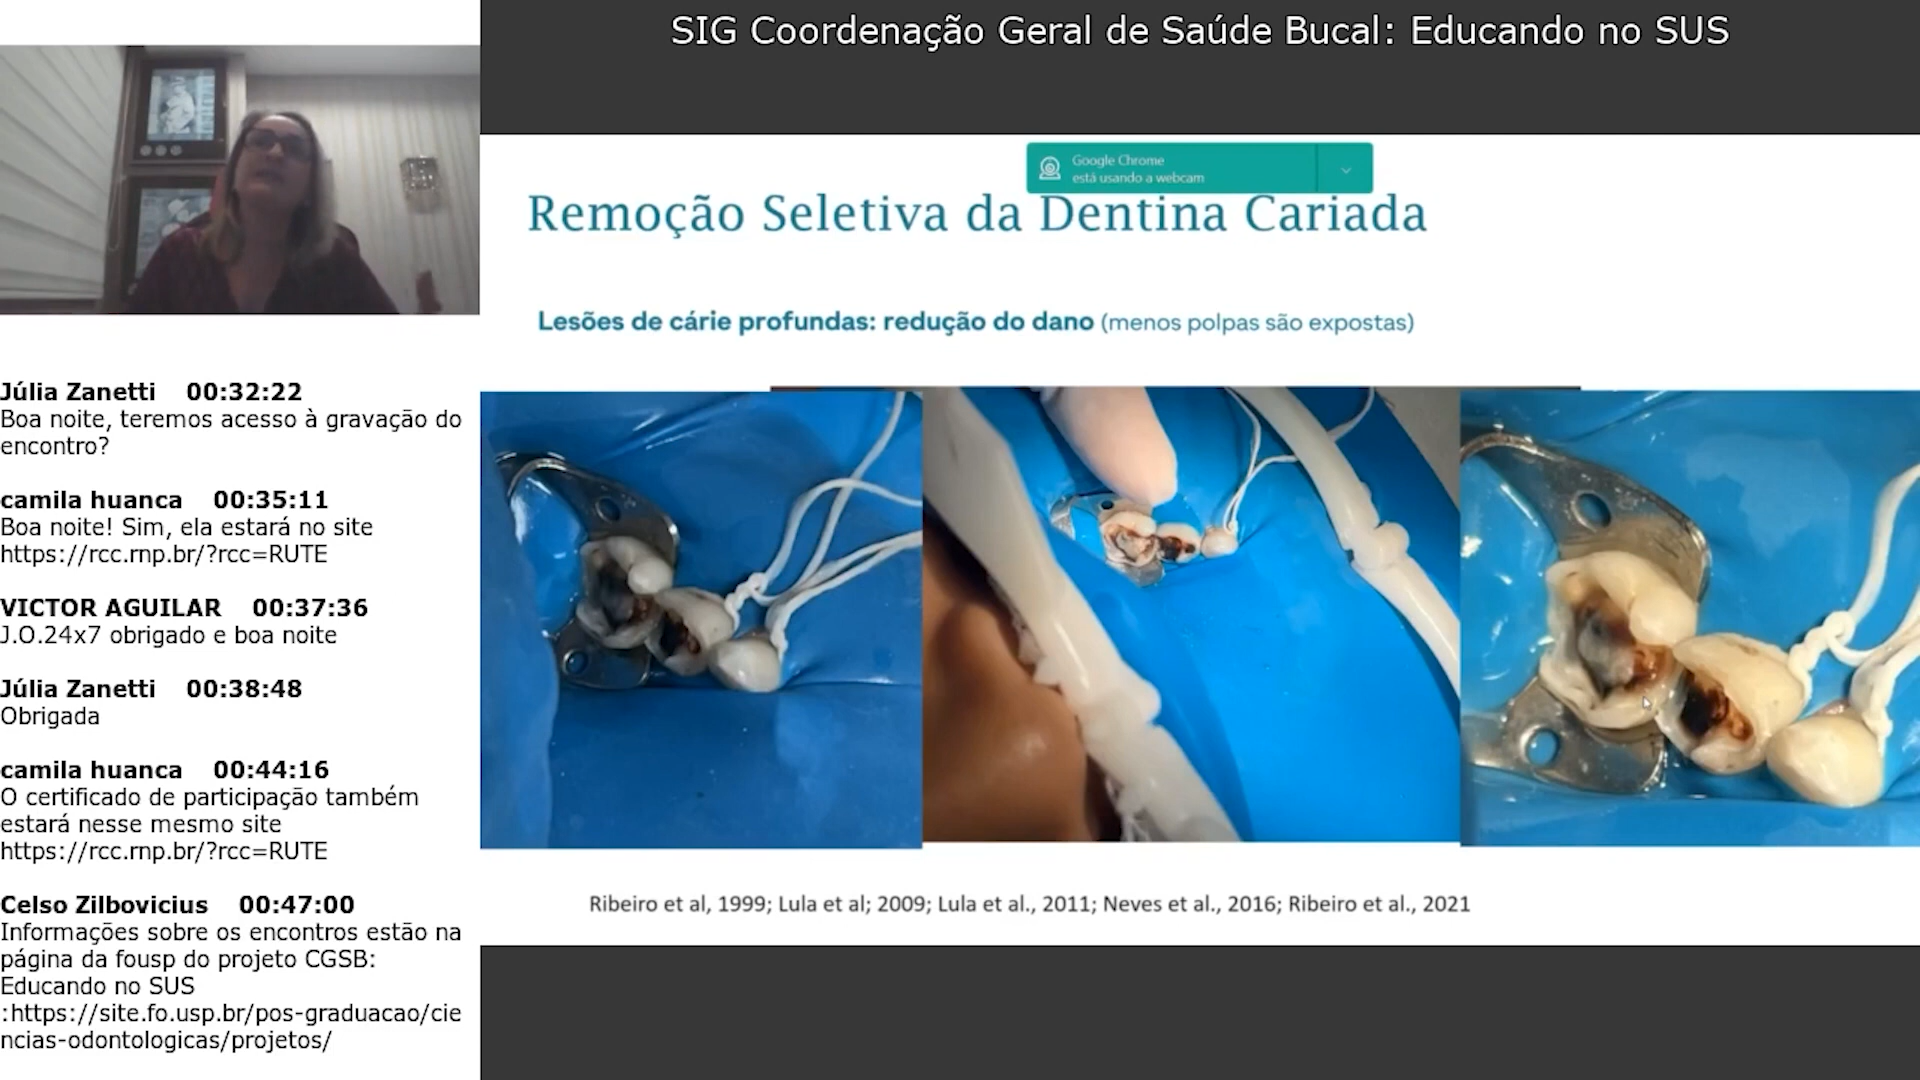 SIG Coordenação Geral de Saúde Bucal: Educando no SUS
Google Chrome
está usando a webcam
Remoção Seletiva da Dentina Cariada
Lesões de cárie profundas: redução do dano (menos polpas são expostas)
Ribeiro et al, 1999; Lula et al; 2009; Lula et al., 2011; Neves et al., 2016; Ribeiro et al., 2021
Júlia Zanetti 00:32:22
Boa noite, teremos acesso à gravação do
encontro?
camila huanca 00:35:11
Boa noite! Sim, ela estará no site
https://rcc.rnp.br/?rcc=RUTE
VICTOR AGUILAR 00:37:36
J.O.24x7 obrigado e boa noite
Júlia Zanetti 00:38:48
Obrigada
camila huanca 00:44:16
O certificado de participação também
estará nesse mesmo site
https://rcc.rnp.br/?rcc=RUTE
Celso Zilbovicius 00:47:00
Informações sobre os encontros estão na
página da fousp do projeto CGSB:
Educando no SUS
:https://site.fo.usp.br/pos-graduacao/cie
ncias-odontologicas/projetos/